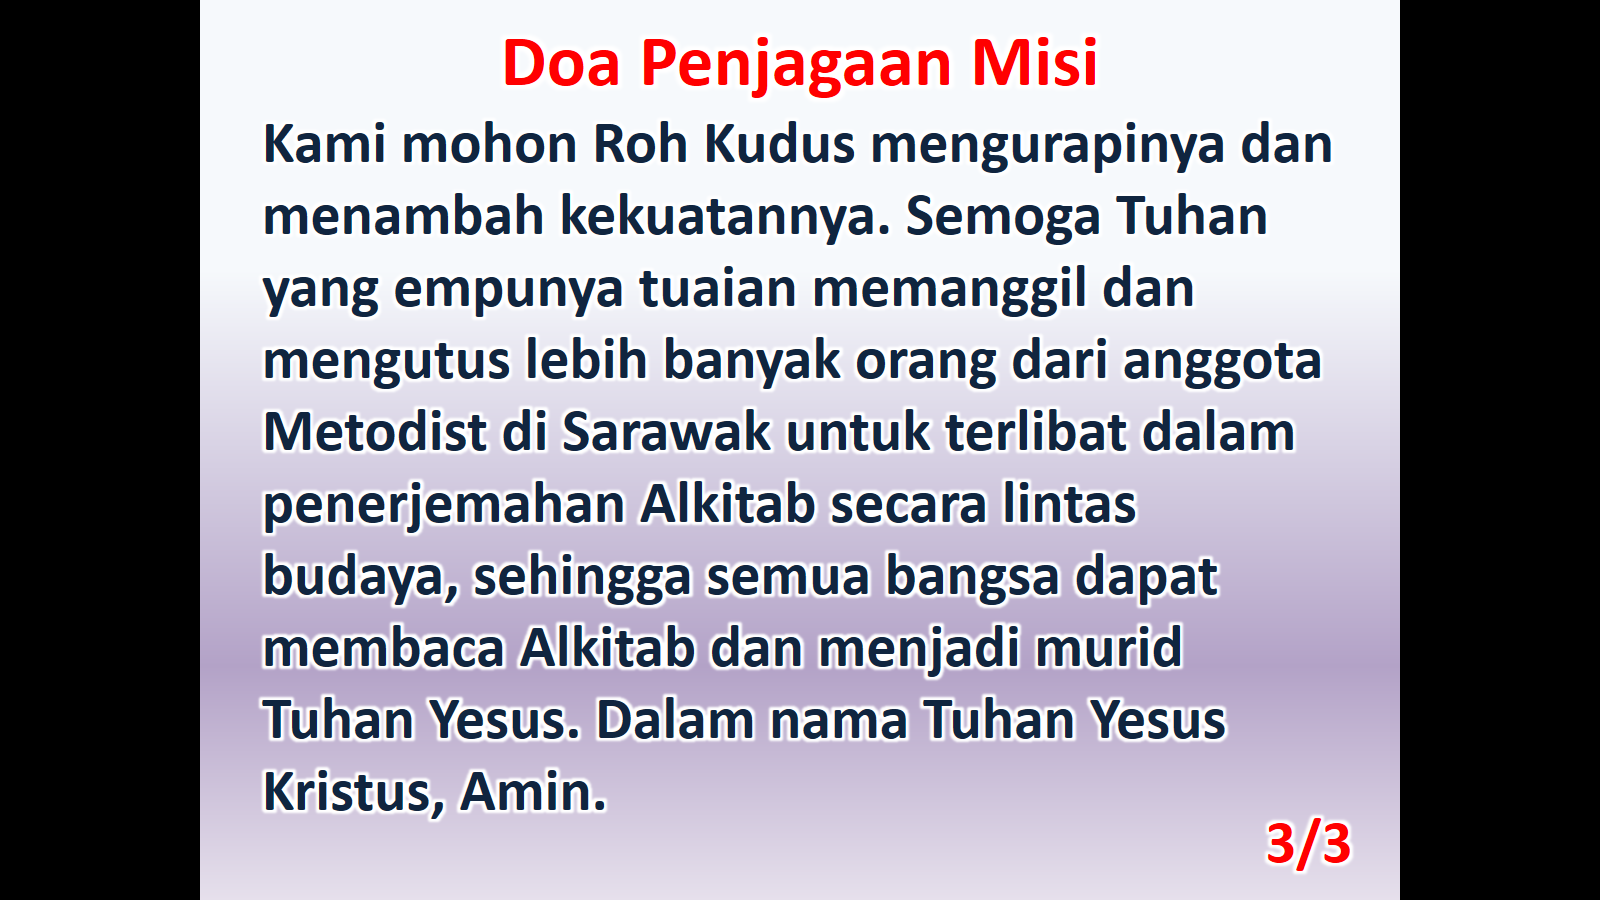 Doa Penjagaan Misi
Kami mohon Roh Kudus mengurapinya dan
menambah kekuatannya. Semoga Tuhan
yang empunya tuaian memanggil dan
mengutus lebih banyak orang dari anggota
Metodist di Sarawak untuk terlibat dalam
penerjemahan Alkitab secara lintas
budaya, sehingga semua bangsa dapat
membaca Alkitab dan menjadi murid
Tuhan Yesus. Dalam nama Tuhan Yesus
Kristus, Amin.
3/3